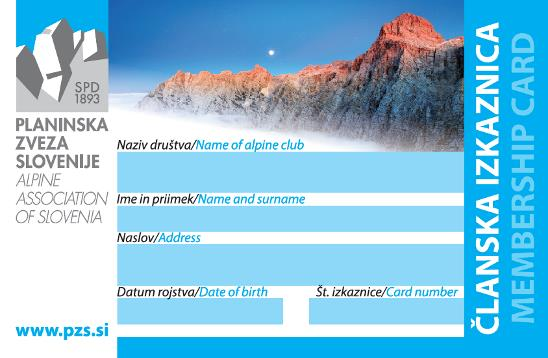 SPD
1893
PLANINSKA
ZVEZA
SLOVENIJE
ALPINE
ASSOCIATION
OF SLOVENIA
www.pzs.si
Naziv društva/Name of alpine club
Ime in priimek/Name and surname
Naslov/Address
Datum rojstva/Date of birth
Št. izkaznice/Card number
ČLANSKA IZKAZNICA
MEMBERSHIP CARD